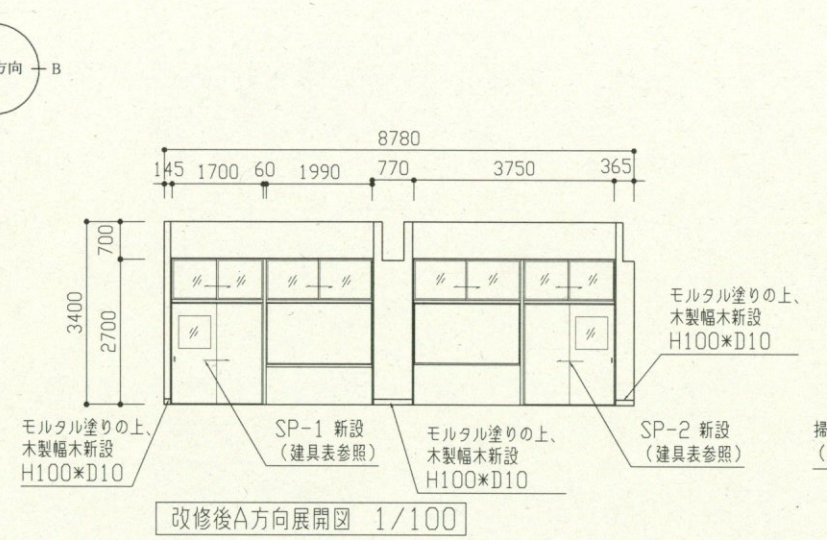 方向
B
8780
145 1700 60 1990 770 3750 365
700
3400
2700
モルタル塗りの上、
木製幅木新設
H100*D10
モルタル塗りの上、
木製幅木新設
H100*D10
SP-1 新設
(建具表参照)
モルタル塗りの上、
木製幅木新設
H100*D10
SP-2 新設
(建具表参照)
掃
(
改修後A方向展開図 1/100